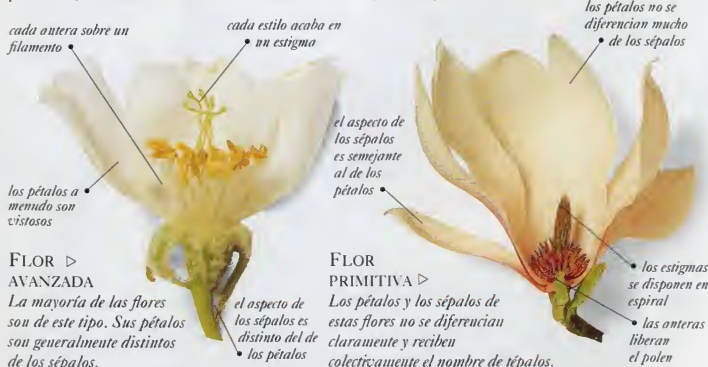 cada antera sobre un
filamento
cada estilo acaba en
un estigma
los pétalos a
menudo son
vistosos
FLOR ▷
AVANZADA
La mayoría de las flores
son de este tipo. Sus pétalos
son generalmente distintos
de los sépalos.
el aspecto de
los sépalos es
distinto del de
los pétalos
los pétalos no se
diferencian mucho
de los sépalos
el aspecto de
los sépalos
es semejante
al de los
pétalos
FLOR
PRIMITIVA ▷
Los pétalos y los sépalos de
estas flores no se diferencian
claramente y reciben
colectivamente el nombre de tépalos.
los estigmas
se disponen en
espiral
las anteras
liberan
el polen